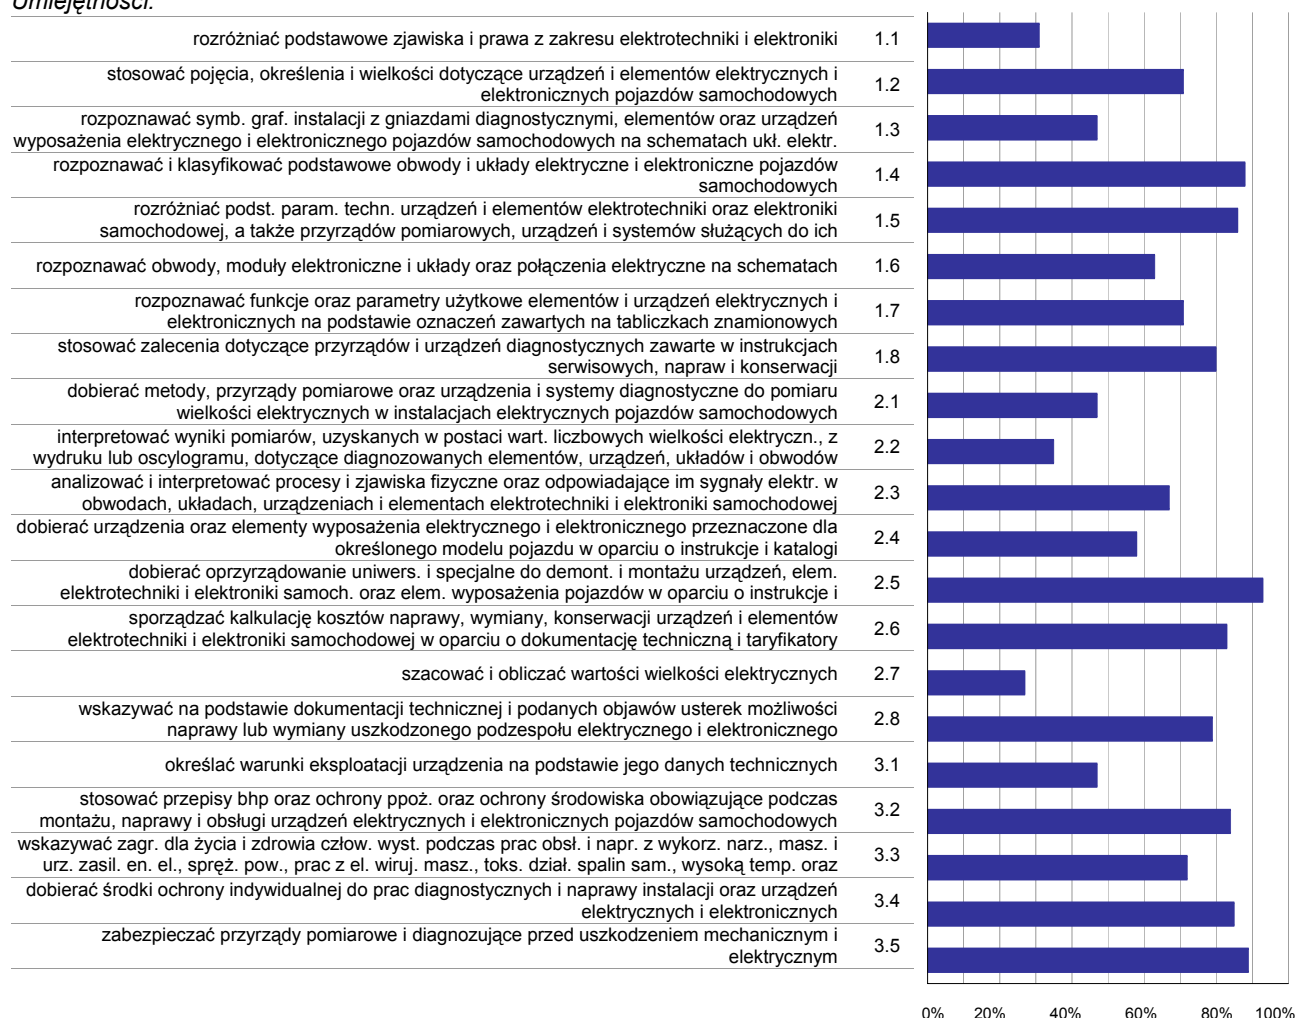 Umiejętności:
rozróżniać podstawowe zjawiska i prawa z zakresu elektrotechniki i elektroniki 1.1
stosować pojęcia, określenia i wielkości dotyczące urządzeń i elementów elektrycznych i
elektronicznych pojazdów samochodowych 1.2
rozpoznawać symb. graf. instalacji z gniazdami diagnostycznymi, elementów oraz urządzeń
wyposażenia elektrycznego i elektronicznego pojazdów samochodowych na schematach ukł. elektr. 1.3
rozpoznawać i klasyfikować podstawowe obwody i układy elektryczne i elektroniczne pojazdów
samochodowych 1.4
rozróżniać podst. param. techn. urządzeń i elementów elektrotechniki oraz elektroniki
samochodowej, a także przyrządów pomiarowych, urządzeń i systemów służących do ich 1.5
rozpoznawać obwody, moduły elektroniczne i układy oraz połączenia elektryczne na schematach 1.6
rozpoznawać funkcje oraz parametry użytkowe elementów i urządzeń elektrycznych i
elektronicznych na podstawie oznaczeń zawartych na tabliczkach znamionowych 1.7
stosować zalecenia dotyczące przyrządów i urządzeń diagnostycznych zawarte w instrukcjach
serwisowych, napraw i konserwacji 1.8
dobierać metody, przyrządy pomiarowe oraz urządzenia i systemy diagnostyczne do pomiaru
wielkości elektrycznych w instalacjach elektrycznych pojazdów samochodowych 2.1
interpretować wyniki pomiarów, uzyskanych w postaci wart. liczbowych wielkości elektryczn., z
wydruku lub oscylogramu, dotyczące diagnozowanych elementów, urządzeń, układów i obwodów 2.2
analizować i interpretować procesy i zjawiska fizyczne oraz odpowiadające im sygnały elektr. w
obwodach, układach, urządzeniach i elementach elektrotechniki i elektroniki samochodowej 2.3
dobierać urządzenia oraz elementy wyposażenia elektrycznego i elektronicznego przeznaczone dla
określonego modelu pojazdu w oparciu o instrukcje i katalogi 2.4
dobierać oprzyrządowanie uniwers. i specjalne do demont. i montażu urządzeń, elem.
elektrotechniki i elektroniki samoch. oraz elem. wyposażenia pojazdów w oparciu o instrukcje i 2.5
sporządzać kalkulację kosztów naprawy, wymiany, konserwacji urządzeń i elementów
elektrotechniki i elektroniki samochodowej w oparciu o dokumentację techniczną i taryfikatory 2.6
szacować i obliczać wartości wielkości elektrycznych 2.7
wskazywać na podstawie dokumentacji technicznej i podanych objawów usterek możliwości
naprawy lub wymiany uszkodzonego podzespołu elektrycznego i elektronicznego 2.8
określać warunki eksploatacji urządzenia na podstawie jego danych technicznych 3.1
stosować przepisy bhp oraz ochrony ppoż. oraz ochrony środowiska obowiązujące podczas
montażu, naprawy i obsługi urządzeń elektrycznych i elektronicznych pojazdów samochodowych 3.2
wskazywać zagr. dla życia i zdrowia człow. wyst. podczas prac obsł. i napr. z wykorz. narz., masz. i
urz. zasil. en. el., spręż. pow., prac z el. wiruj. masz., toks. dział. spalin sam., wysoką temp. oraz 3.3
dobierać środki ochrony indywidualnej do prac diagnostycznych i naprawy instalacji oraz urządzeń
elektrycznych i elektronicznych 3.4
zabezpieczać przyrządy pomiarowe i diagnozujące przed uszkodzeniem mechanicznym i
elektrycznym 3.5
0% 20% 40% 60% 80% 100%